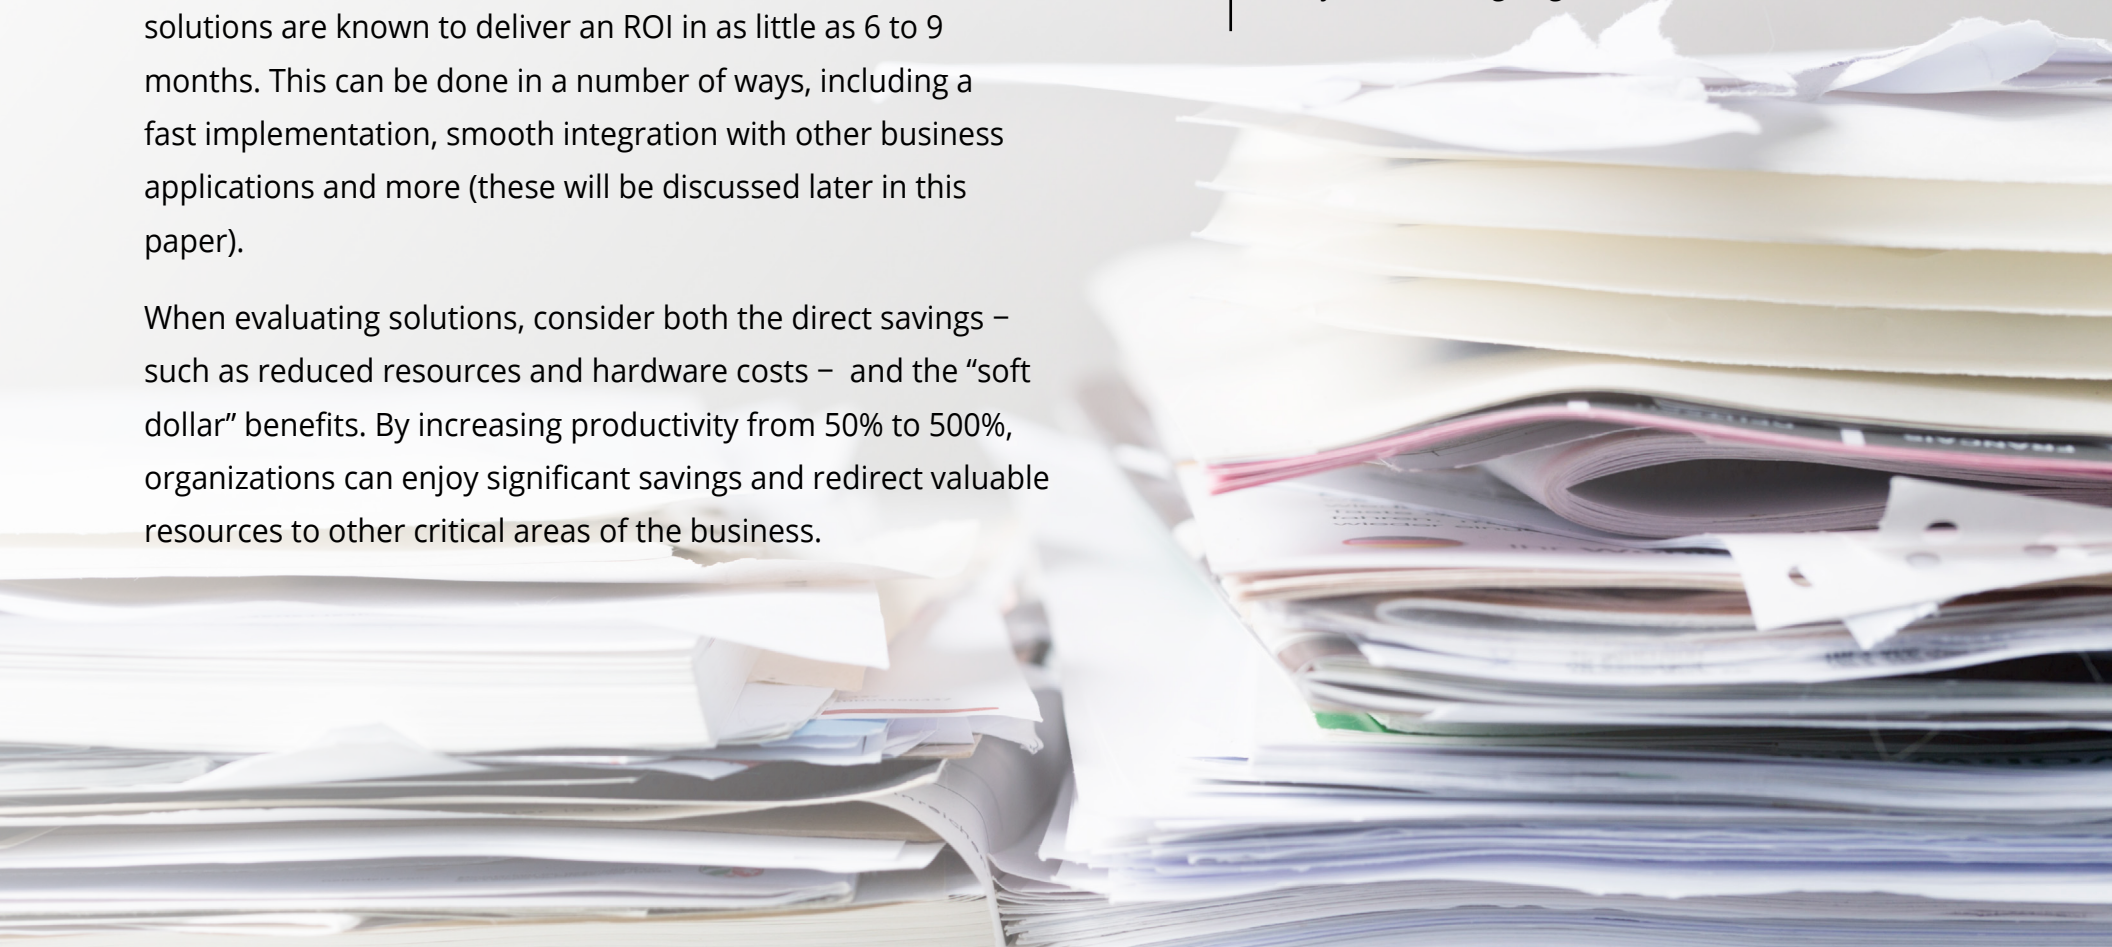 solutions are known to deliver an ROI in as little as 6 to 9
months. This can be done in a number of ways, including a
fast implementation, smooth integration with other business
applications and more (these will be discussed later in this
paper).
When evaluating solutions, consider both the direct savings –
such as reduced resources and hardware costs –  and the “soft
dollar” benefits. By increasing productivity from 50% to 500%,
organizations can enjoy significant savings and redirect valuable
resources to other critical areas of the business.
FRANÇAIS